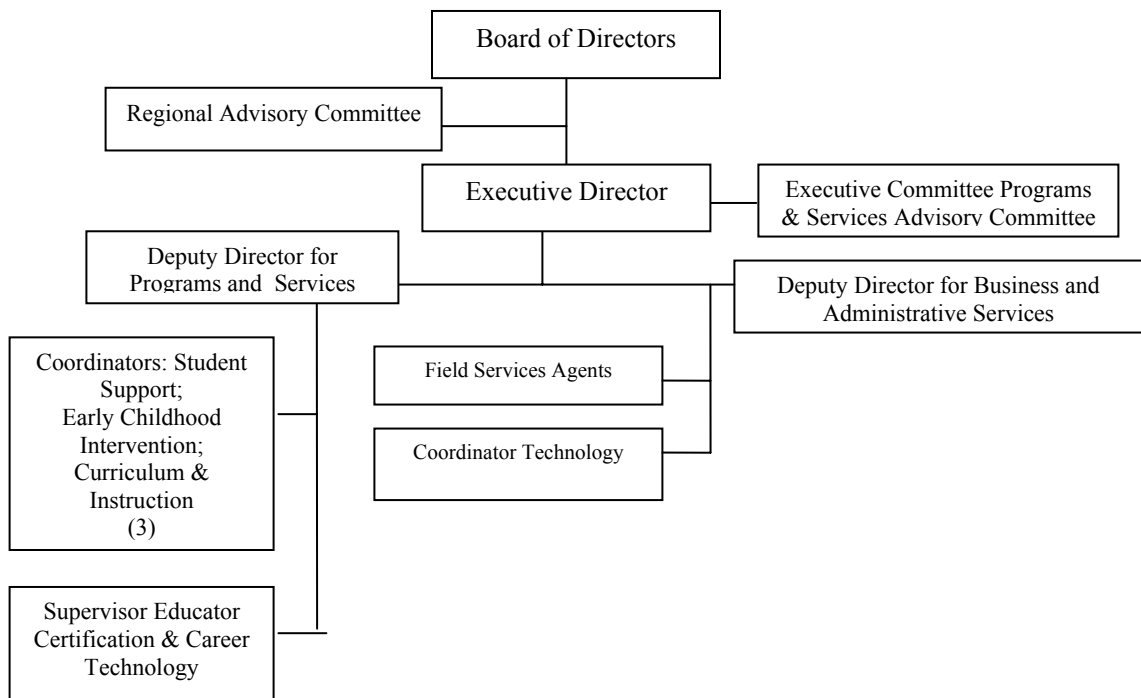 Board of Directors
Regional Advisory Committee
Executive Director
Executive Committee Programs
& Services Advisory Committee
Deputy Director for
Programs and Services
Deputy Director for Business and
Administrative Services
Coordinators: Student
Support;
Early Childhood
Intervention;
Curriculum &
Instruction
(3)
Field Services Agents
Coordinator Technology
Supervisor Educator
Certification & Career
Technology